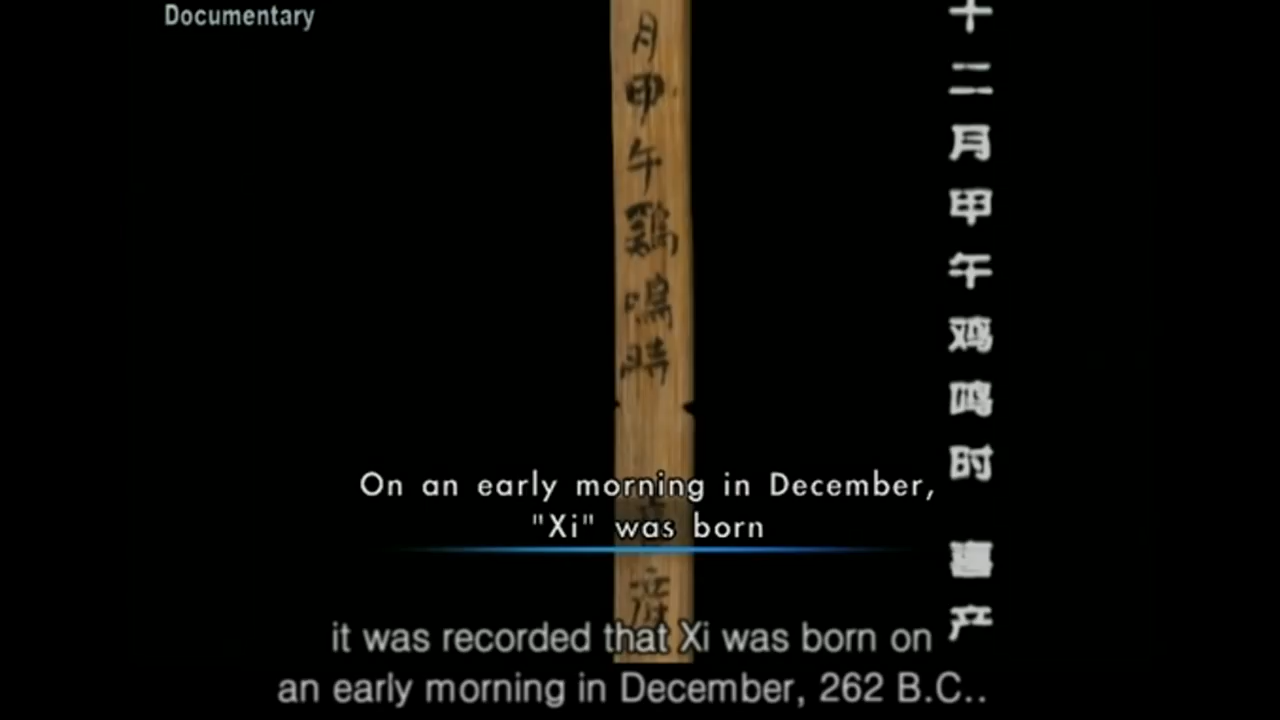 Documentary
月甲午鷄鳴時
產
十二月甲午鸡鸣时 喜产
On an early morning in December,
"Xi" was born
it was recorded that Xi was born on
an early morning in December, 262 B.C..